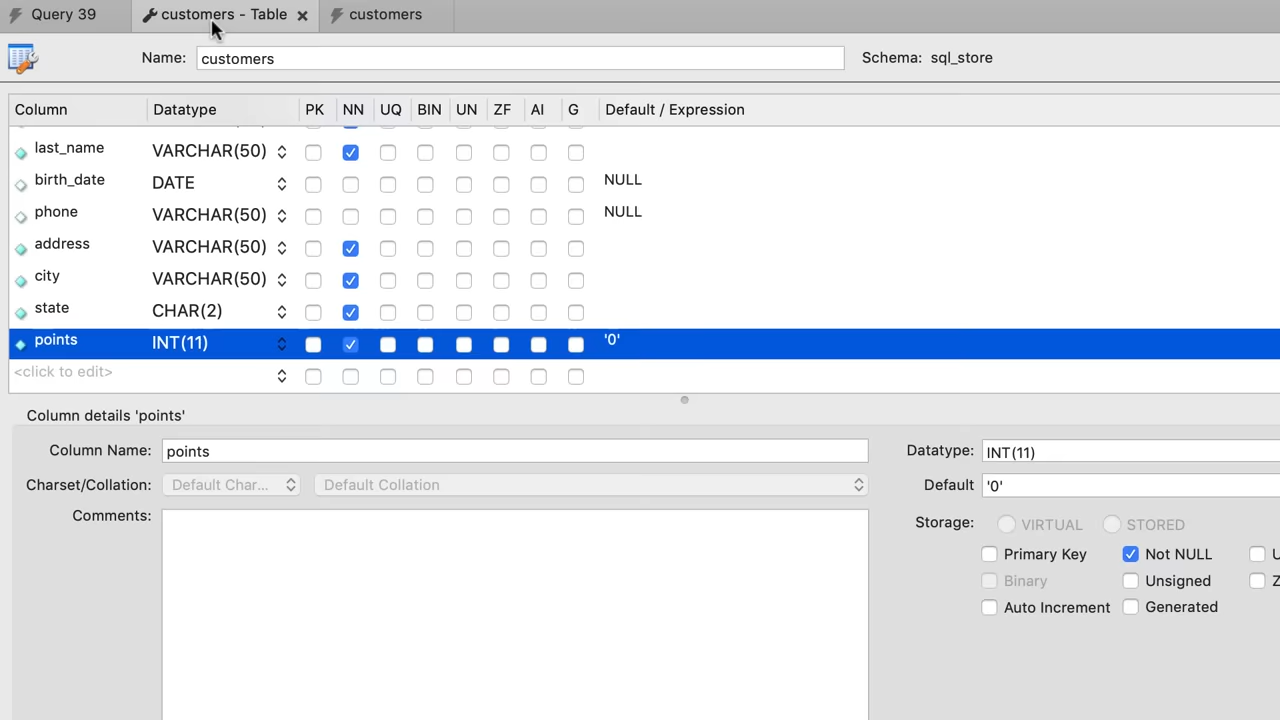 Query 39
customers - Table
customers
Name: customers Schema: sql_store
Column Datatype PK NN UQ BIN UN ZF AI G Default / Expression
last_name VARCHAR(50)
birth_date DATE NULL
phone VARCHAR(50) NULL
address VARCHAR(50)
city VARCHAR(50)
state CHAR(2)
points INT(11) '0'
<click to edit>
Column details 'points'
Column Name: points Datatype: INT(11)
Charset/Collation: Default Char... Default Collation Default '0'
Comments: Storage: VIRTUAL STORED
Primary Key Not NULL U
Binary Unsigned Z
Auto Increment Generated